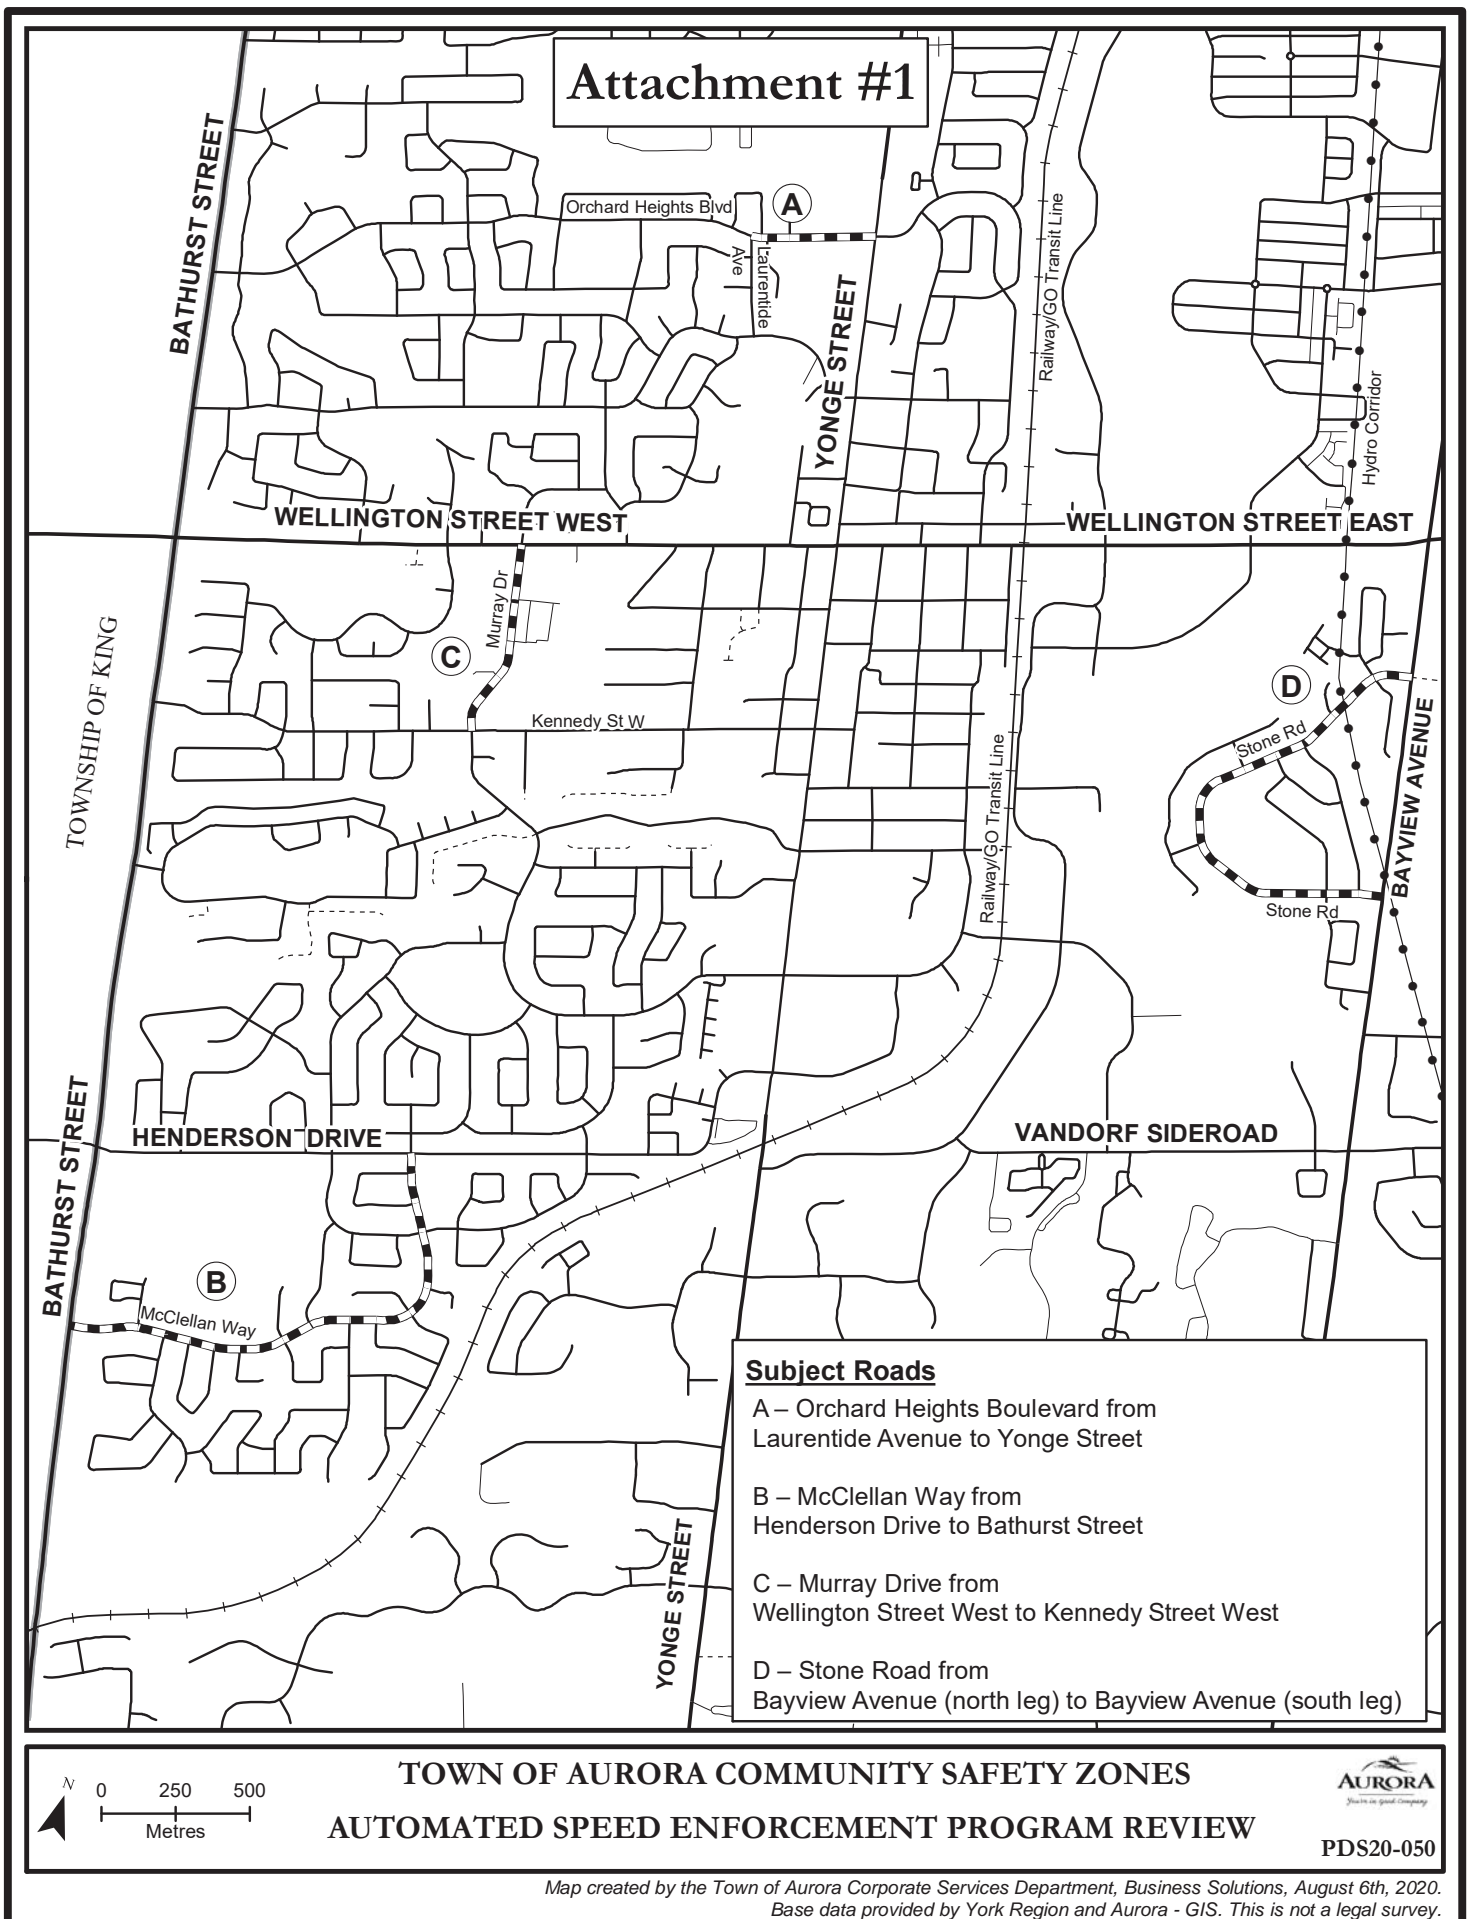 Attachment #1
BATHURST STREET
Orchard Heights Blvd
A
Laurentide
Ave
YONGE STREET
Railway/GO Transit Line
Hydro Corridor
WELLINGTON STREET WEST
WELLINGTON STREET EAST
Murray Dr
C
TOWNSHIP OF KING
Kennedy St W
D
Stone Rd
BAYVIEW AVENUE
Railway/GO Transit Line
Stone Rd
BATHURST STREET
HENDERSON DRIVE
VANDORF SIDEROAD
B
McClellan Way
YONGE STREET
Subject Roads
A – Orchard Heights Boulevard from
Laurentide Avenue to Yonge Street
B – McClellan Way from
Henderson Drive to Bathurst Street
C – Murray Drive from
Wellington Street West to Kennedy Street West
D – Stone Road from
Bayview Avenue (north leg) to Bayview Avenue (south leg)
N
0 250 500
Metres
TOWN OF AURORA COMMUNITY SAFETY ZONES
AUTOMATED SPEED ENFORCEMENT PROGRAM REVIEW
AURORA
You're in Good Company
PDS20-050
Map created by the Town of Aurora Corporate Services Department, Business Solutions, August 6th, 2020.
Base data provided by York Region and Aurora - GIS. This is not a legal survey.